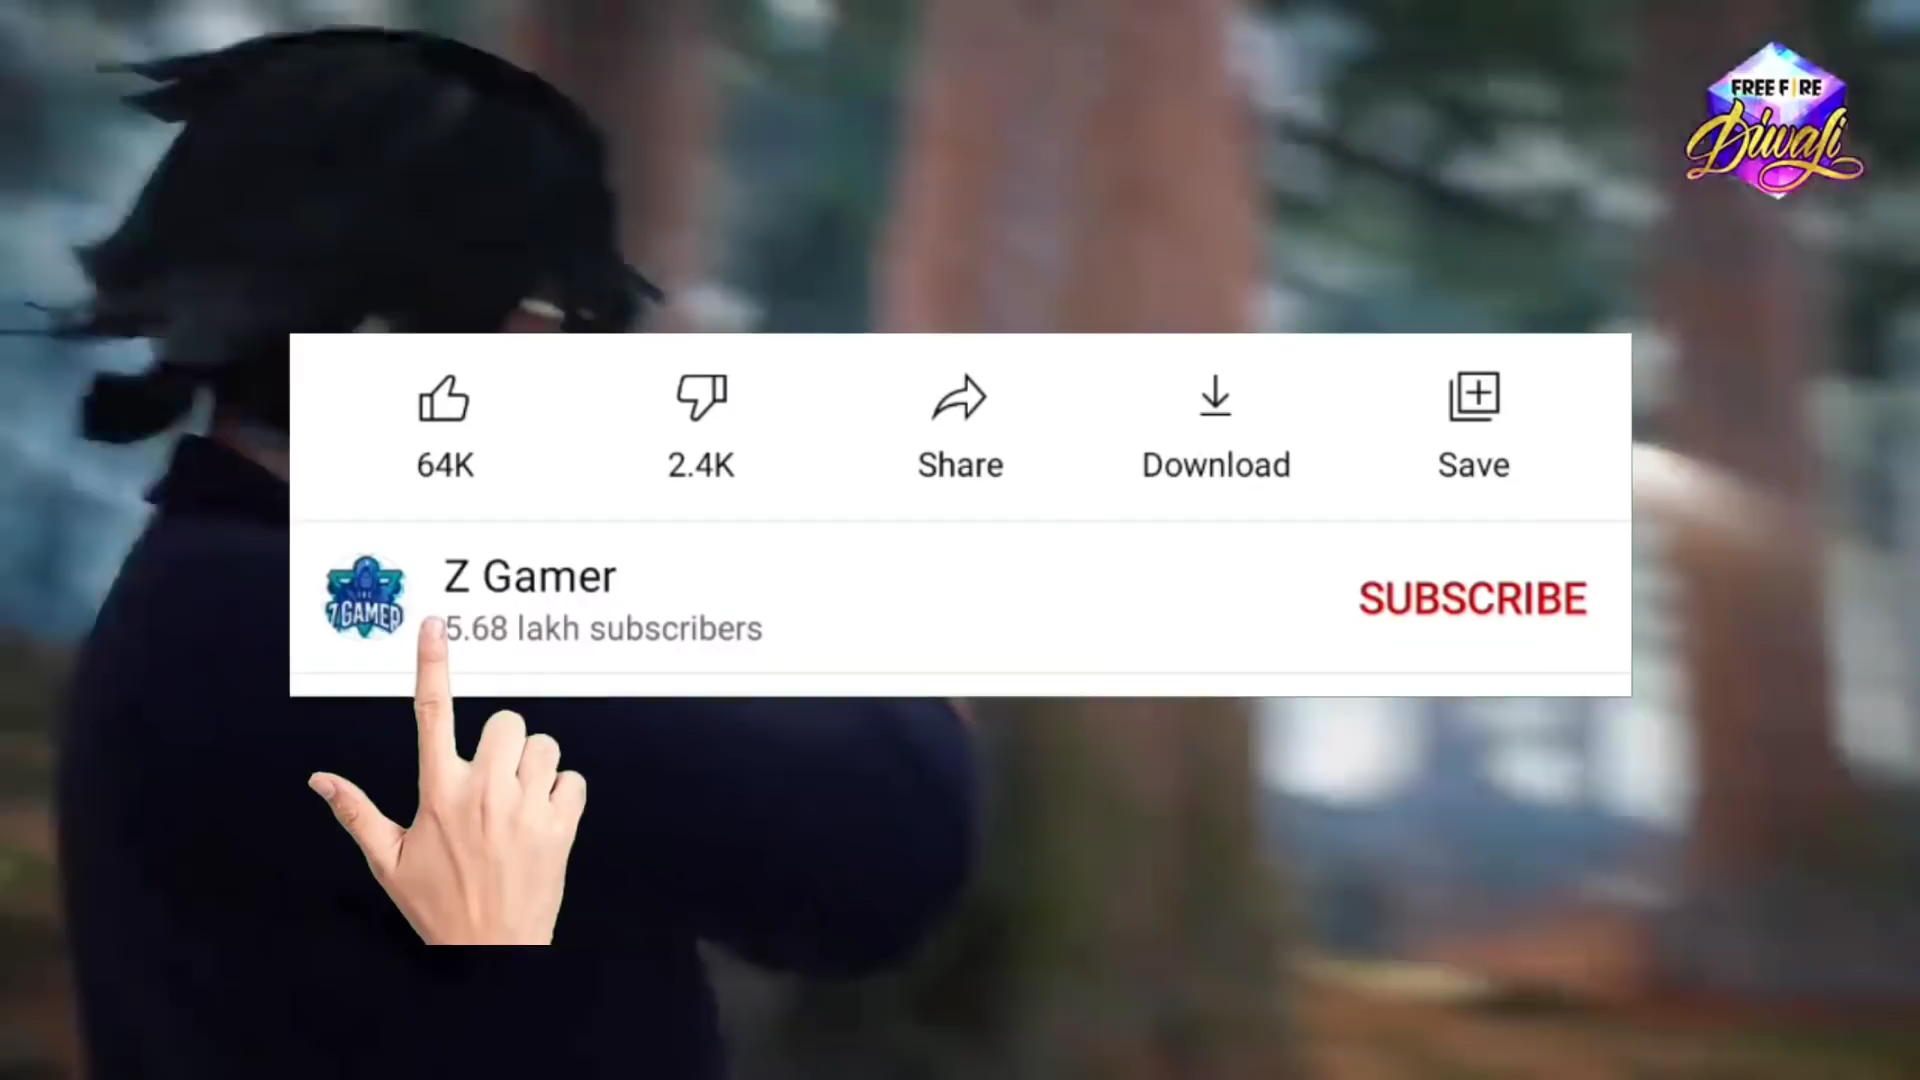 FREE FIRE
Diwali
64K
2.4K
Share
Download
Save
Z GAMER
Z Gamer
5.68 lakh subscribers
SUBSCRIBE